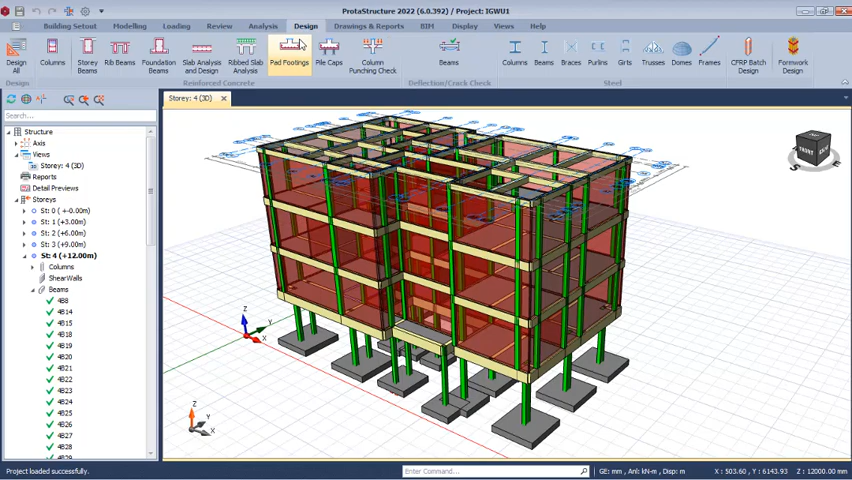 ProtaStructure 2022 (6.0.392) / Project: IGWU1
Building Setout
Modelling
Loading
Review
Analysis
Design
Drawings & Reports
BIM
Display
Views
Help
Design All
Columns
Storey Beams
Rib Beams
Foundation Beams
Slab Analysis and Design
Ribbed Slab Analysis
Pad Footings
Pile Caps
Column Punching Check
Beams
Columns
Beams
Braces
Purlins
Girts
Trusses
Domes
Frames
CFRP Batch Design
Formwork Design
Design
Reinforced Concrete
Deflection/Crack Check
Steel
Storey: 4 (3D)
Search...
Structure
Axis
Views
Storey: 4 (3D)
Reports
Detail Previews
Storeys
St: 0 ( +-0.00m)
St: 1 (+3.00m)
St: 2 (+6.00m)
St: 3 (+9.00m)
St: 4 (+12.00m)
Columns
ShearWalls
Beams
4B8
4B14
4B15
4B18
4B19
4B20
4B21
4B22
4B23
4B24
4B25
4B26
4B27
4B28
4B29
FRONT
Z
Y
X
Z
Y
X
Project loaded successfully.
Enter Command...
GE: mm, Anl: kN-m, Disp: m
X : 503.60
Y : 6143.93
Z : 12000.00 mm